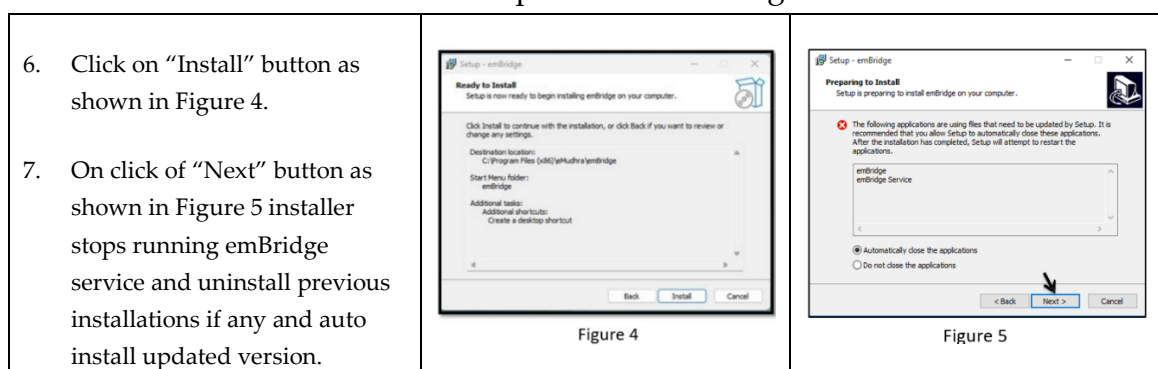 6. Click on “Install” button as
shown in Figure 4.
7. On click of “Next” button as
shown in Figure 5 installer
stops running emBridge
service and uninstall previous
installations if any and auto
install updated version.
Setup - emBridge
Ready to Install
Setup is now ready to begin installing emBridge on your computer.
Click Install to continue with the installation, or click Back if you want to review or
change any settings.
Destination location:
C:\Program Files (x86)\eMudhra\emBridge
Start Menu folder:
emBridge
Additional tasks:
Additional shortcuts:
Create a desktop shortcut
Back Install Cancel
Figure 4
Setup - emBridge
Preparing to Install
Setup is preparing to install emBridge on your computer.
The following applications are using files that need to be updated by Setup. It is
recommended that you allow Setup to automatically close these applications.
After the installation has completed, Setup will attempt to restart the
applications.
emBridge
emBridge Service
Automatically close the applications
Do not close the applications
< Back Next > Cancel
Figure 5